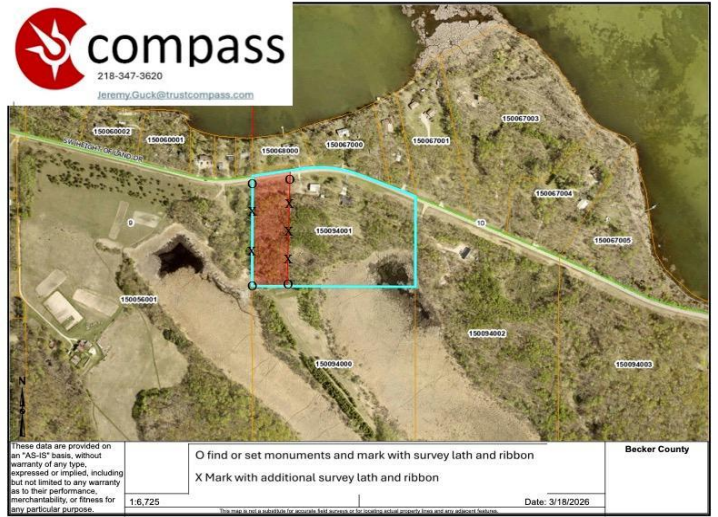 compass
218-347-3620
Jeremy.Guck@trustcompass.com
150060002
150060001
SW HEIGHT OF LAND DR
150068000
150067000
150067001
150067003
150067004
150067005
9
10
O
O
X
X
X
X
X
O
O
150094001
150056001
150094002
150094000
150094003
N
These data are provided on
an "AS-IS" basis, without
warranty of any type,
expressed or implied, including
but not limited to any warranty
as to their performance,
merchantability, or fitness for
any particular purpose.
O find or set monuments and mark with survey lath and ribbon
X Mark with additional survey lath and ribbon
Becker County
1:6,725
Date: 3/18/2026
This map is not a substitute for accurate field surveys or for locating actual property lines and any adjacent features.